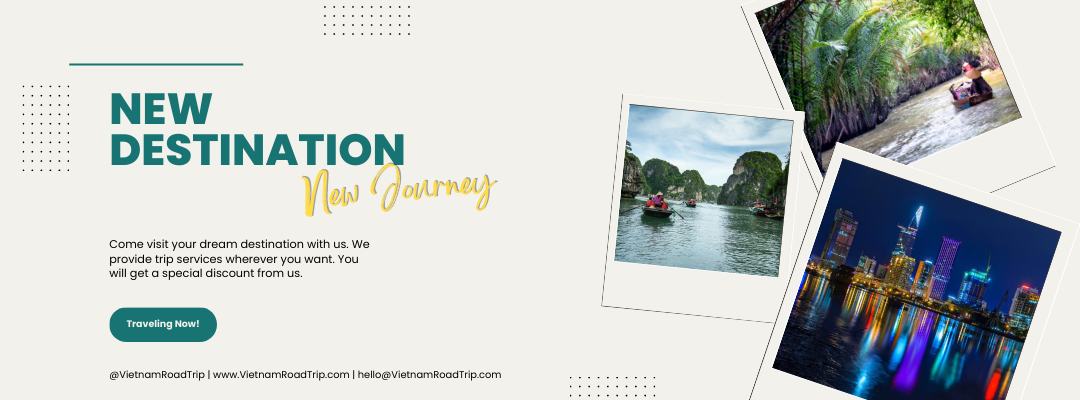 NEW
DESTINATION
New Journey
Come visit your dream destination with us. We
provide trip services wherever you want. You
will get a special discount from us.
Traveling Now!
@VietnamRoadTrip | www.VietnamRoadTrip.com | hello@VietnamRoadTrip.com